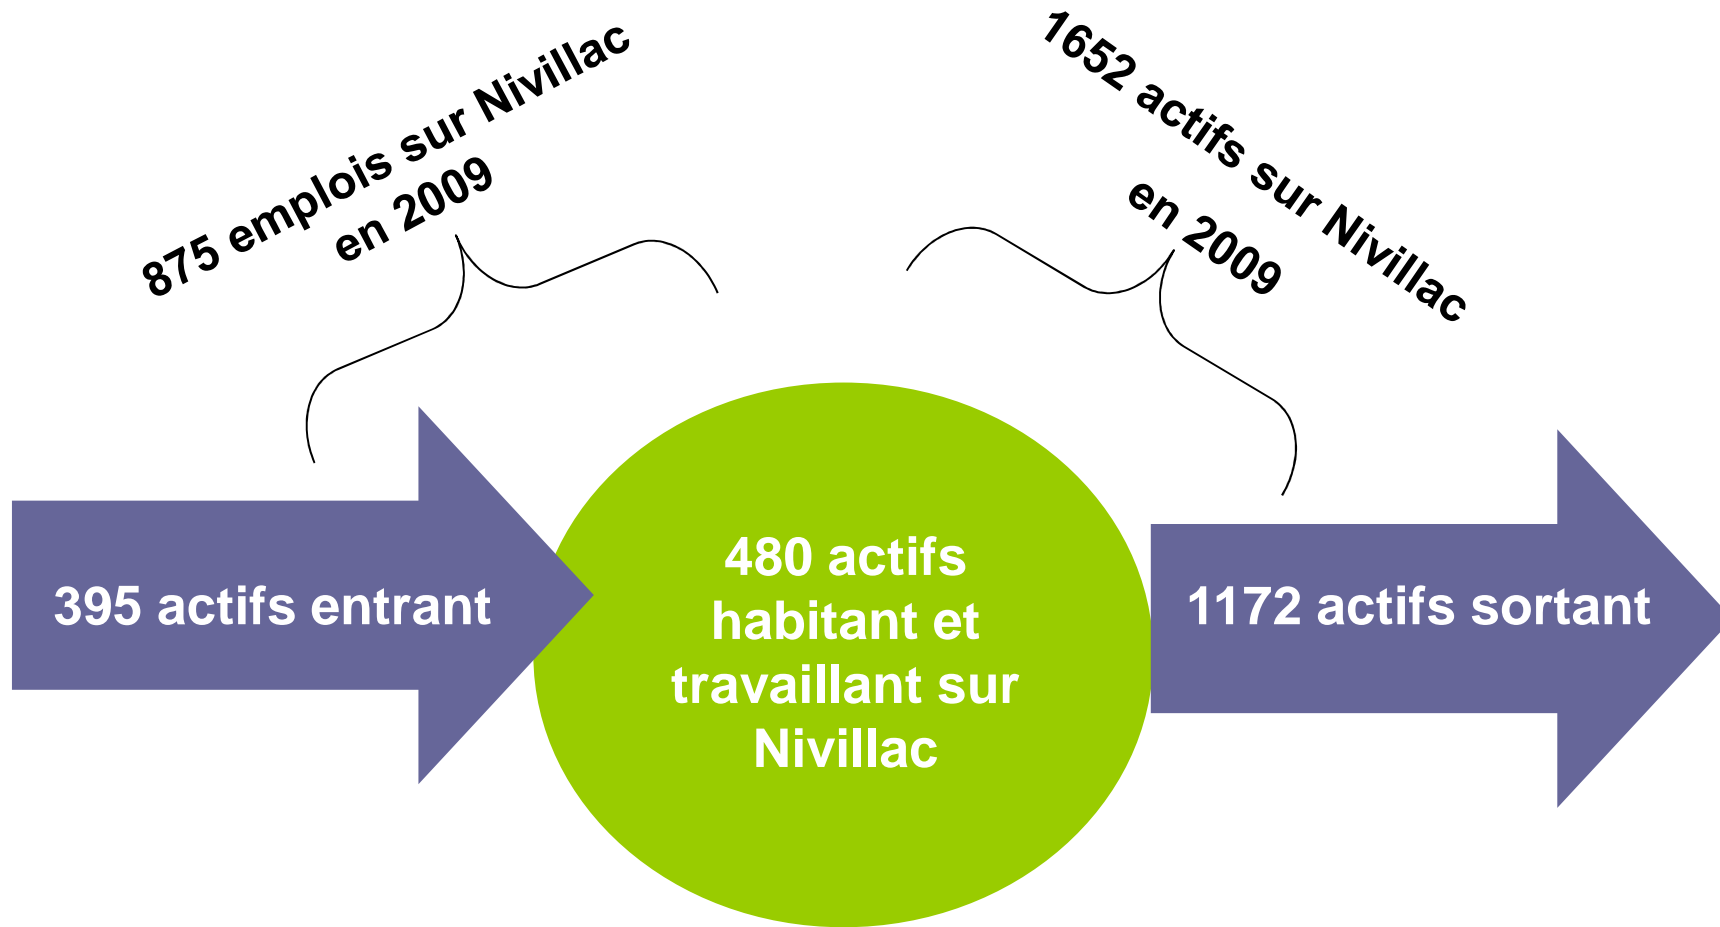 875 emplois sur Nivillac
en 2009
1652 actifs sur Nivillac
en 2009
395 actifs entrant
480 actifs
habitant et
travaillant sur
Nivillac
1172 actifs sortant